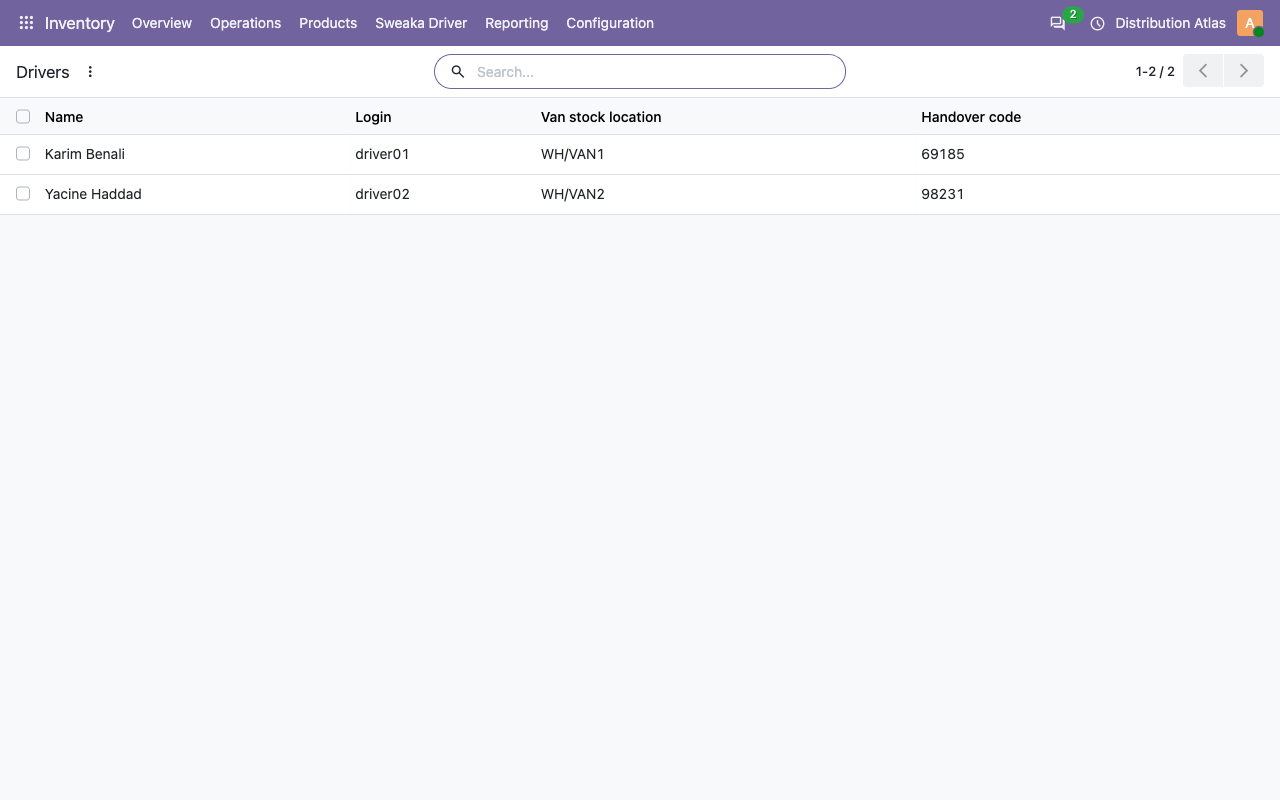 Inventory Overview Operations Products Sweaka Driver Reporting Configuration 2 Distribution Atlas A
Drivers Search... 1-2 / 2
Name Login Van stock location Handover code
Karim Benali driver01 WH/VAN1 69185
Yacine Haddad driver02 WH/VAN2 98231